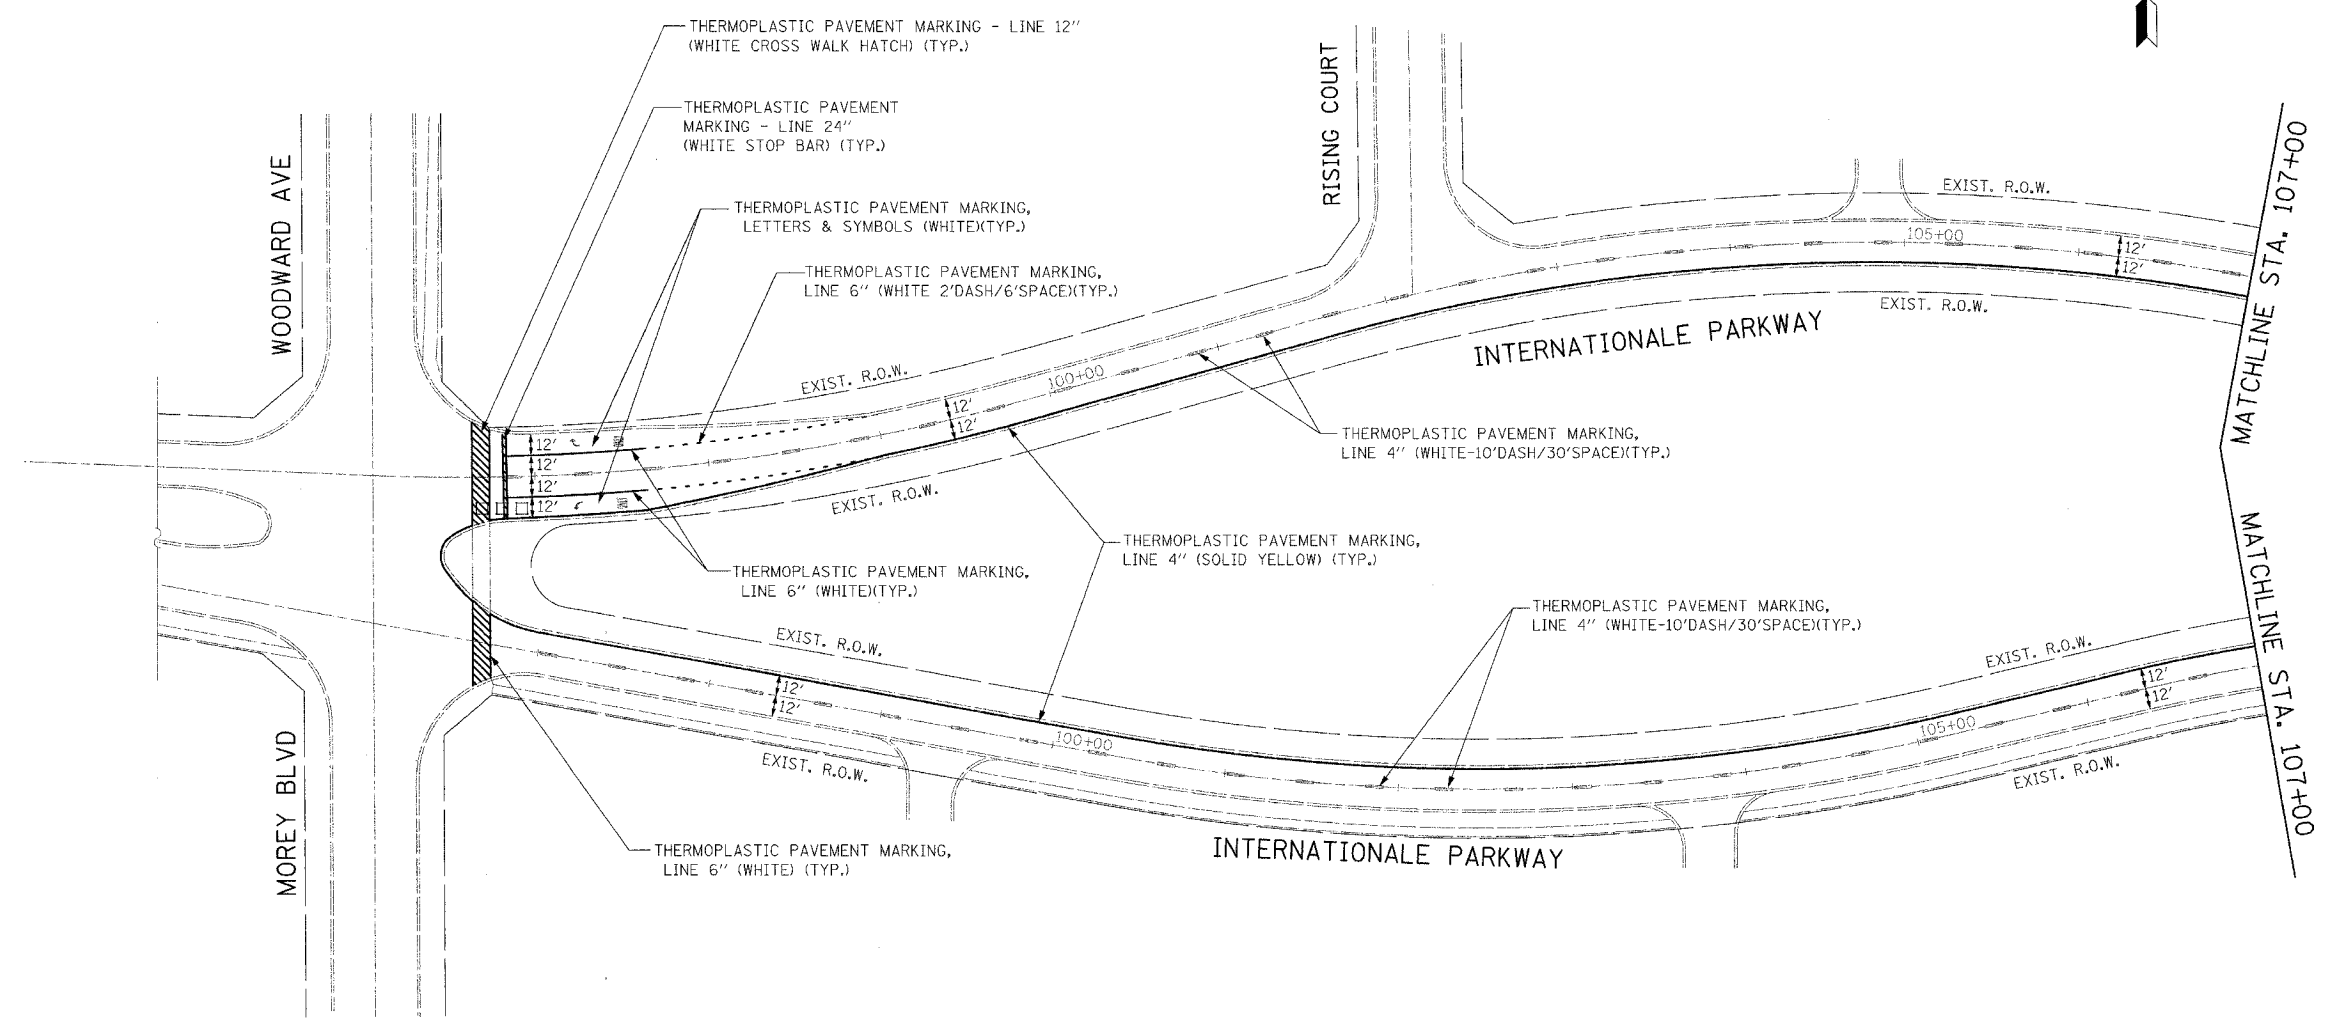 THERMOPLASTIC PAVEMENT MARKING - LINE 12"
(WHITE CROSS WALK HATCH) (TYP.)
THERMOPLASTIC PAVEMENT
MARKING - LINE 24"
(WHITE STOP BAR) (TYP.)
WOODWARD AVE
THERMOPLASTIC PAVEMENT MARKING,
LETTERS & SYMBOLS (WHITE)(TYP.)
THERMOPLASTIC PAVEMENT MARKING,
LINE 6" (WHITE 2'DASH/6'SPACE)(TYP.)
RISING COURT
EXIST. R.O.W.
105+00
12'
12'
EXIST. R.O.W.
MATCHLINE STA. 107+00
INTERNATIONALE PARKWAY
EXIST. R.O.W.
100+00
12'
12'
12'
12'
12'
12'
THERMOPLASTIC PAVEMENT MARKING,
LINE 4" (WHITE-10'DASH/30'SPACE)(TYP.)
EXIST. R.O.W.
THERMOPLASTIC PAVEMENT MARKING,
LINE 4" (SOLID YELLOW) (TYP.)
THERMOPLASTIC PAVEMENT MARKING,
LINE 6" (WHITE)(TYP.)
THERMOPLASTIC PAVEMENT MARKING,
LINE 4" (WHITE-10'DASH/30'SPACE)(TYP.)
EXIST. R.O.W.
EXIST. R.O.W.
MATCHLINE STA. 107+00
12'
12'
12'
12'
100+00
105+00
EXIST. R.O.W.
EXIST. R.O.W.
MOREY BLVD
INTERNATIONALE PARKWAY
THERMOPLASTIC PAVEMENT MARKING,
LINE 6" (WHITE) (TYP.)